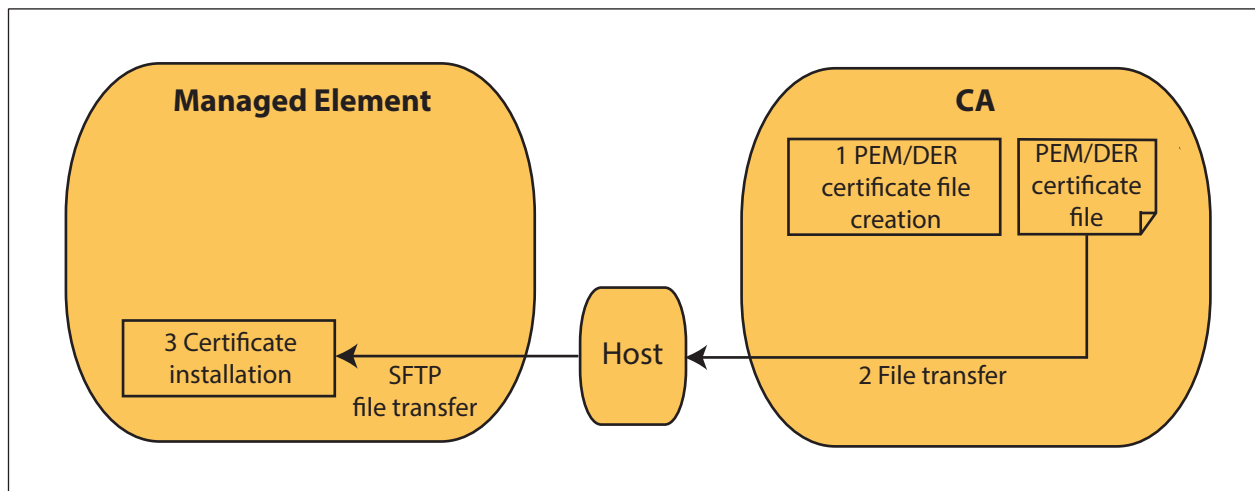 Managed Element
CA
1 PEM/DER
certificate file
creation
PEM/DER
certificate
file
3 Certificate
installation
SFTP
file transfer
Host
2 File transfer